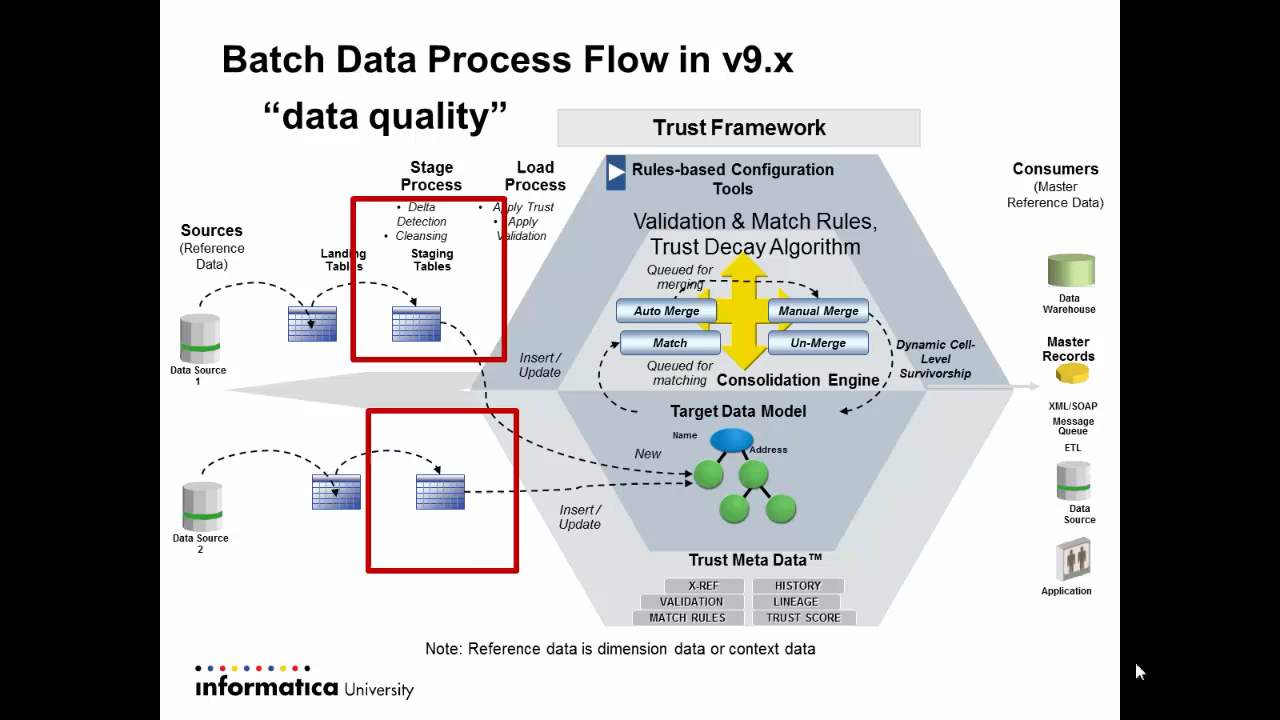 Batch Data Process Flow in v9.x
“data quality”
Trust Framework
Stage
Process
• Delta
Detection
• Cleansing
Load
Process
• Apply Trust
• Apply
Validation
Rules-based Configuration
Tools
Validation & Match Rules,
Trust Decay Algorithm
Consumers
(Master
Reference Data)
Sources
(Reference
Data)
Landing
Tables
Staging
Tables
Queued for
merging
Auto Merge
Manual Merge
Match
Un-Merge
Queued for
matching
Consolidation Engine
Dynamic Cell-
Level
Survivorship
Data Source
1
Insert /
Update
Data
Warehouse
Master
Records
XML/SOAP
Message
Queue
ETL
Data
Source
Application
Target Data Model
Name
Address
New
Insert /
Update
Data Source
2
Trust Meta Data™
X-REF
HISTORY
VALIDATION
LINEAGE
MATCH RULES
TRUST SCORE
Note: Reference data is dimension data or context data
informatica University